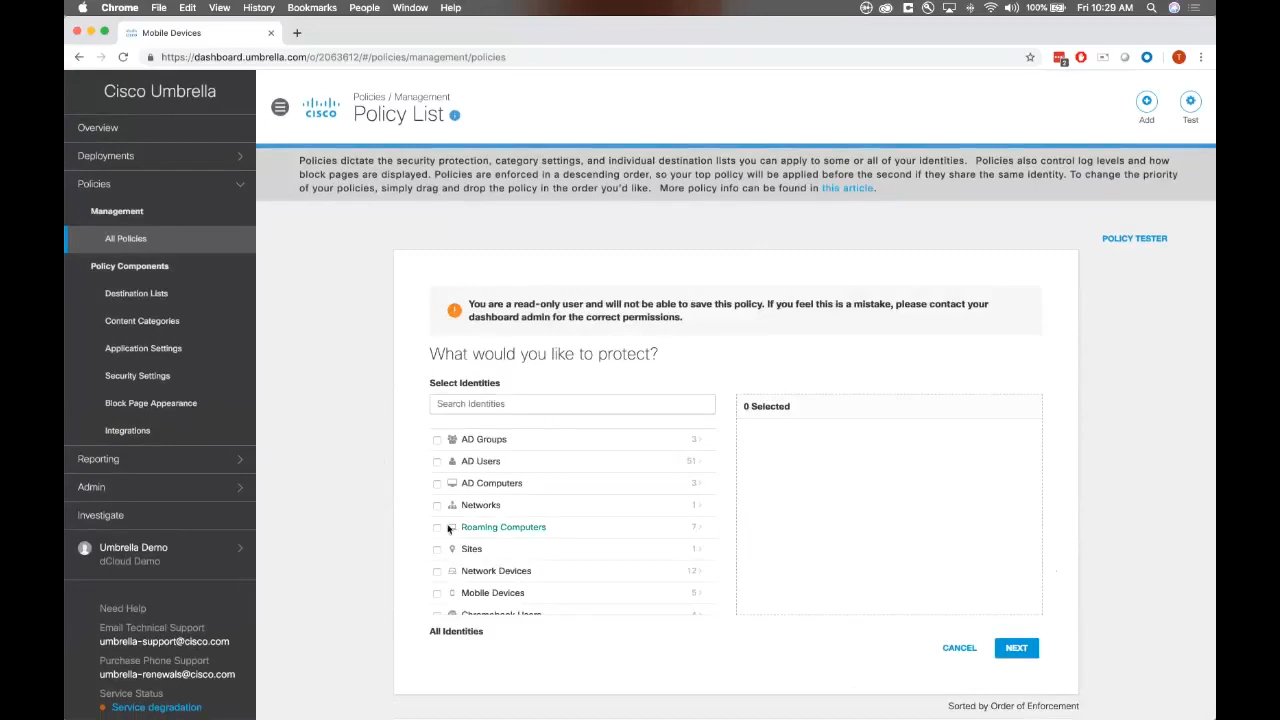 Chrome File Edit View History Bookmarks People Window Help
100% Fri 10:29 AM
Mobile Devices
https://dashboard.umbrella.com/o/2063612/#/policies/management/policies
2
T
Cisco Umbrella
Overview
Deployments
Policies
Management
All Policies
Policy Components
Destination Lists
Content Categories
Application Settings
Security Settings
Block Page Appearance
Integrations
Reporting
Admin
Investigate
Umbrella Demo
dCloud Demo
Need Help
Email Technical Support
umbrella-support@cisco.com
Purchase Phone Support
umbrella-renewals@cisco.com
Service Status
Service degradation
CISCO
Policies / Management
Policy List
Add
Test
Policies dictate the security protection, category settings, and individual destination lists you can apply to some or all of your identities. Policies also control log levels and how
block pages are displayed. Policies are enforced in a descending order, so your top policy will be applied before the second if they share the same identity. To change the priority
of your policies, simply drag and drop the policy in the order you'd like. More policy info can be found in this article.
POLICY TESTER
You are a read-only user and will not be able to save this policy. If you feel this is a mistake, please contact your
dashboard admin for the correct permissions.
What would you like to protect?
Select Identities
Search Identities
0 Selected
AD Groups 3
AD Users 51
AD Computers 3
Networks 1
Roaming Computers 7
Sites 1
Network Devices 12
Mobile Devices 5
Chromebook Users
All Identities
CANCEL
NEXT
Sorted by Order of Enforcement